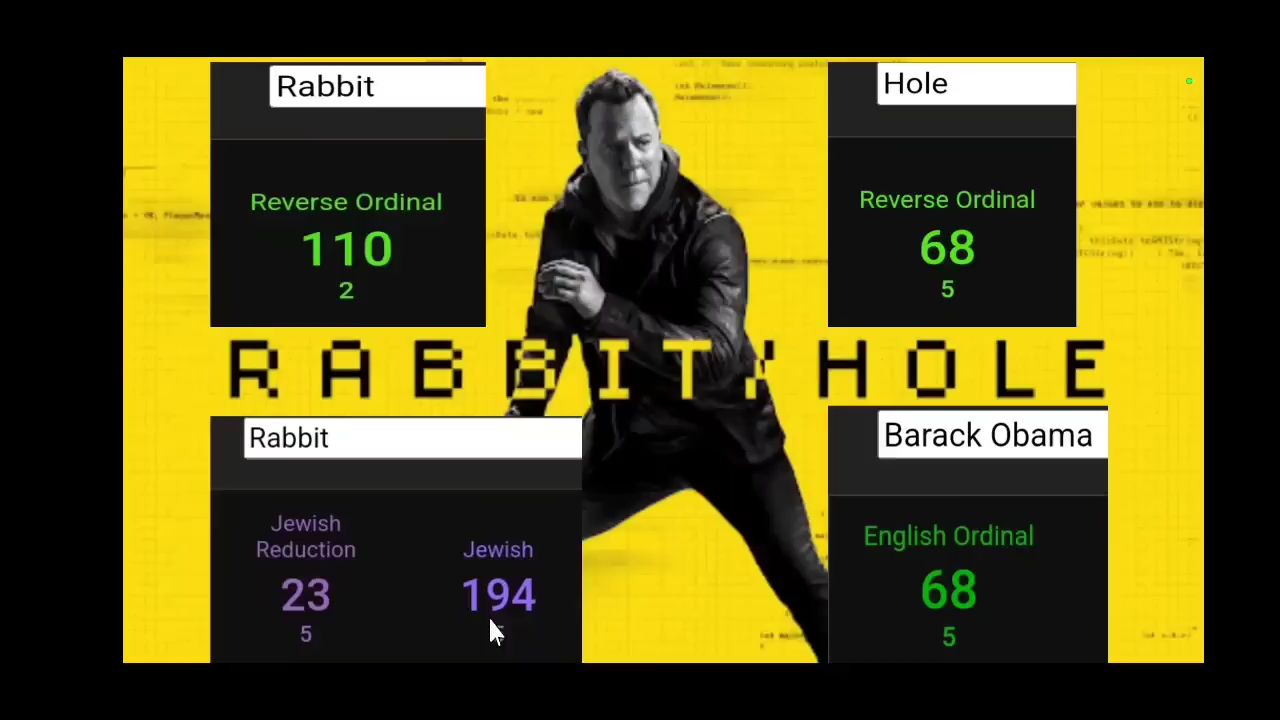 Rabbit
Reverse Ordinal
110
2
Hole
Reverse Ordinal
68
5
RABBIT/HOLE
Rabbit
Jewish
Reduction
23
5
Jewish
194
Barack Obama
English Ordinal
68
5